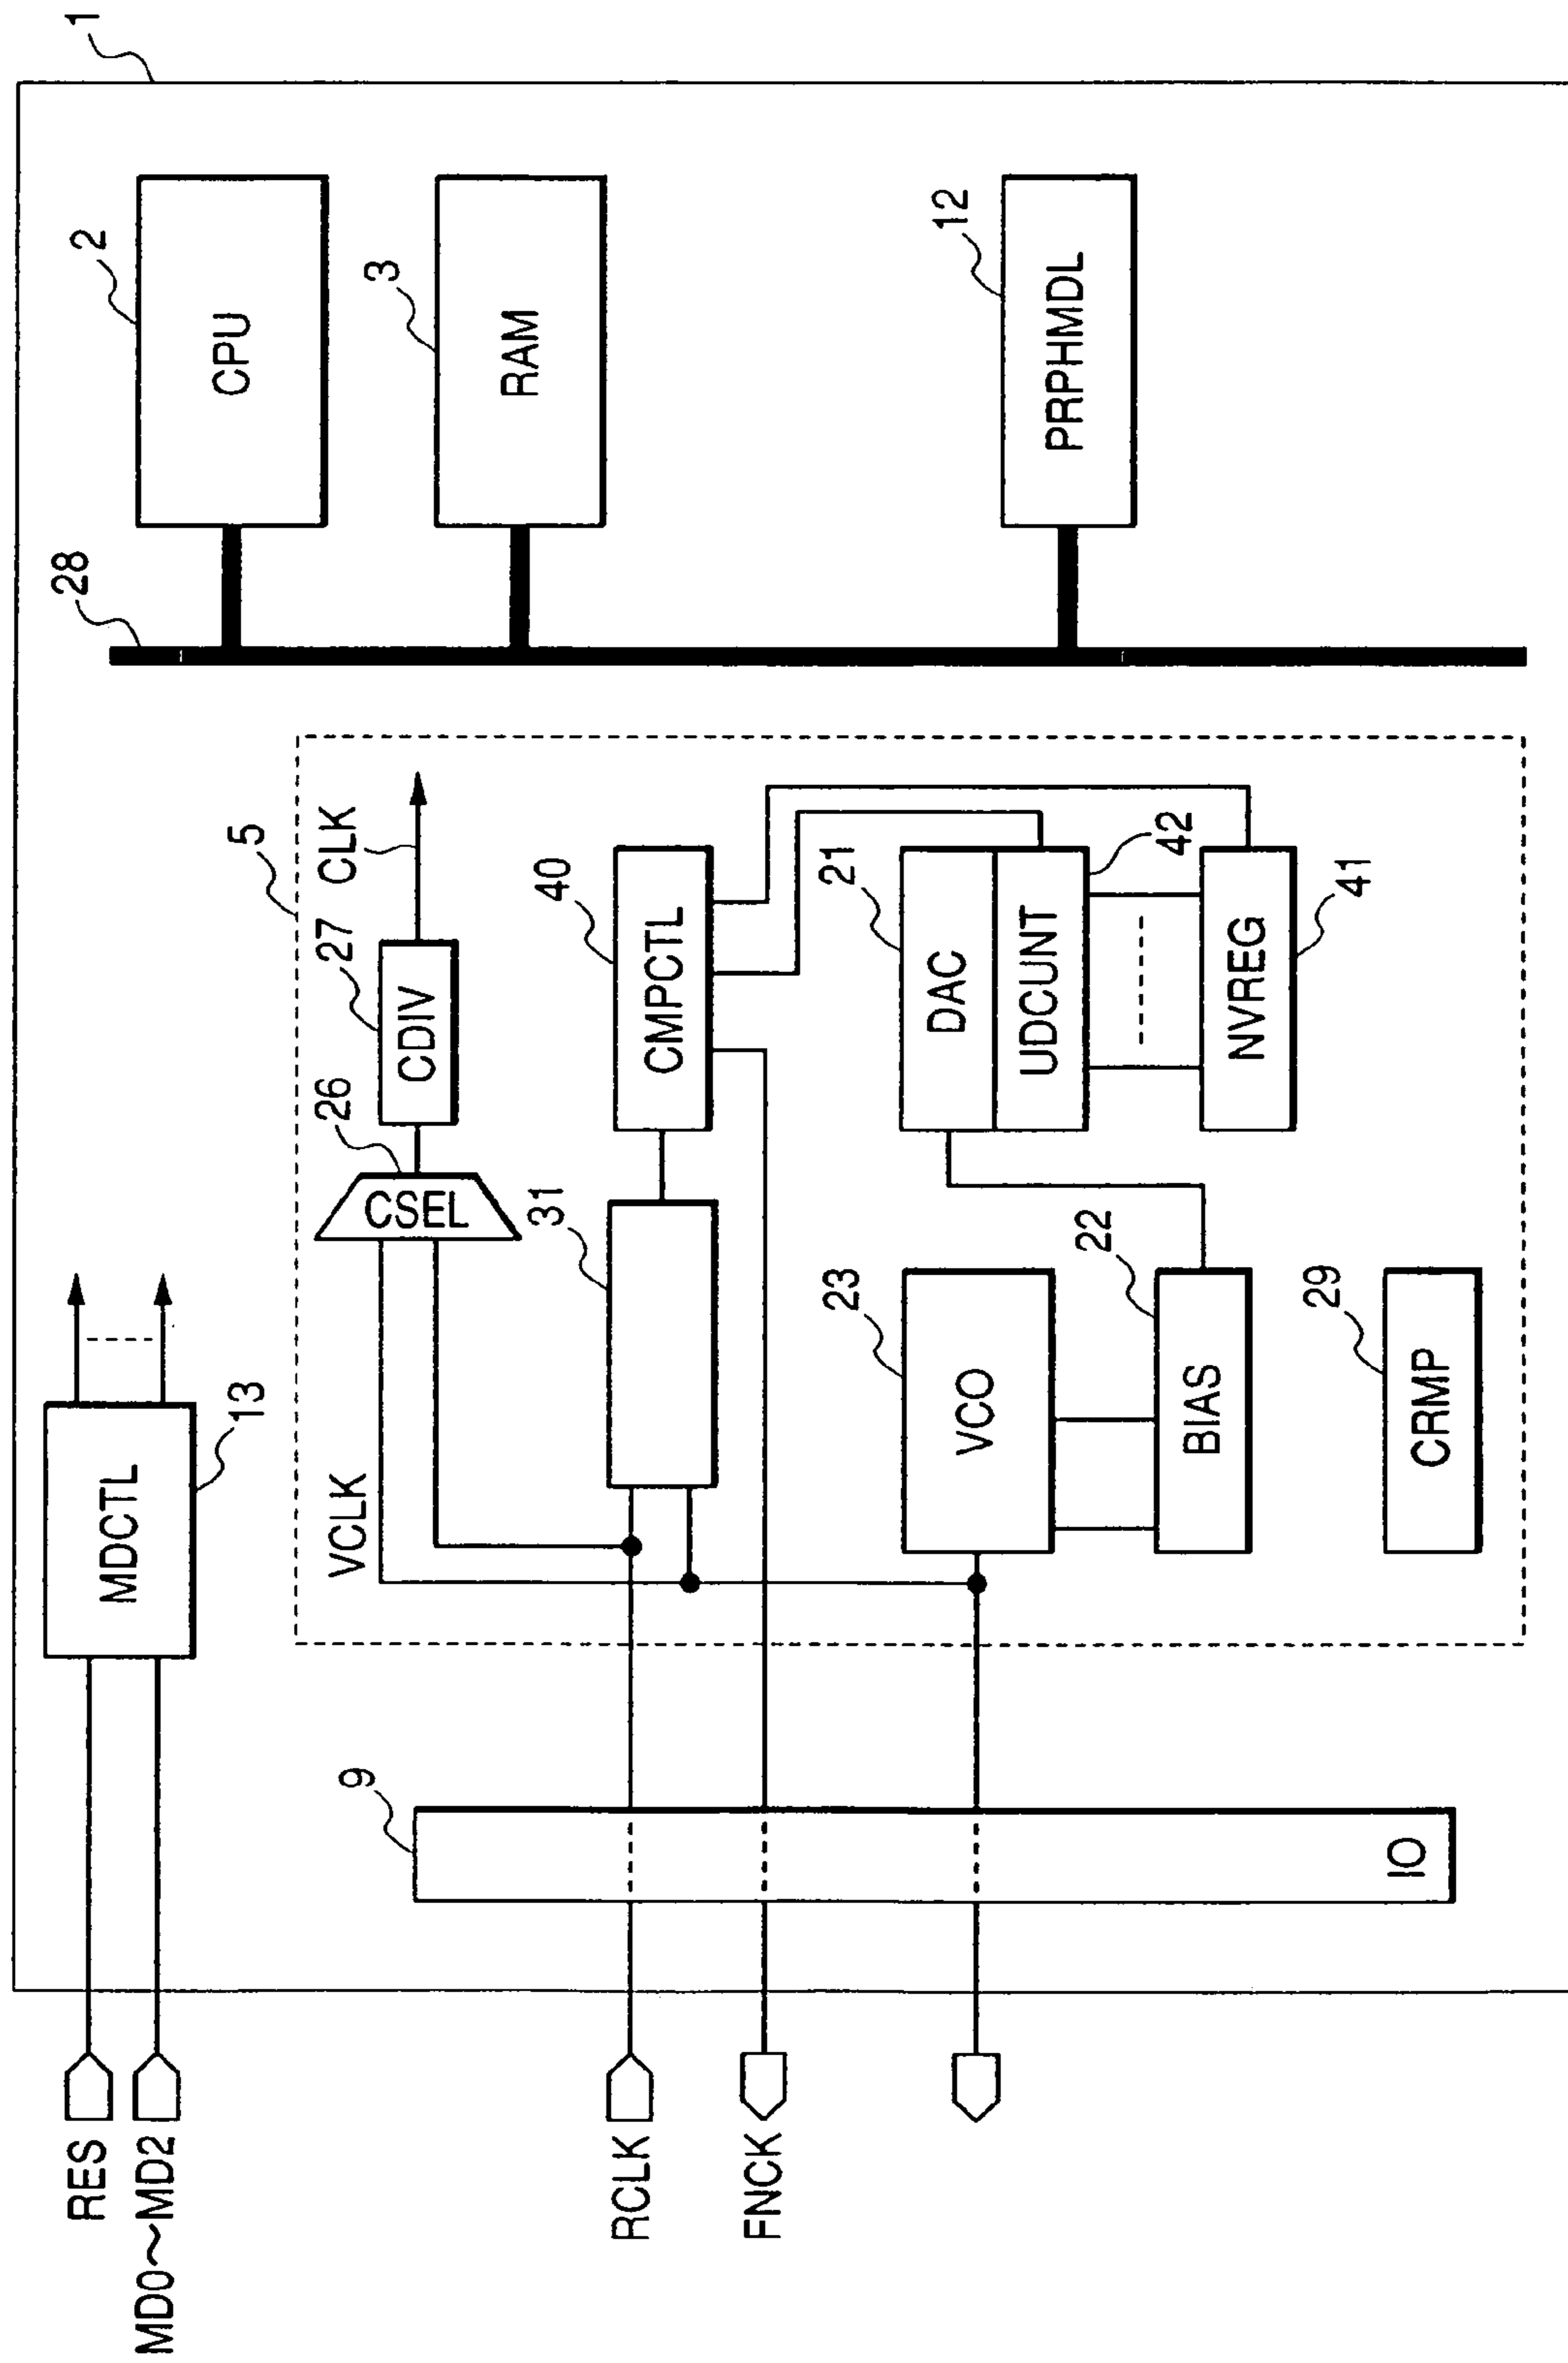 1
RES
MD0~MD2
MDCTL
13
2
CPU
28
3
RAM
5
VCLK
CSEL
26
CDIV
27
CLK
9
RCLK
31
CMPCTL
40
FNCK
23
VCO
DAC
21
UDCUNT
42
12
PRPHMDL
22
BIAS
NVREG
41
29
CRMP
IO